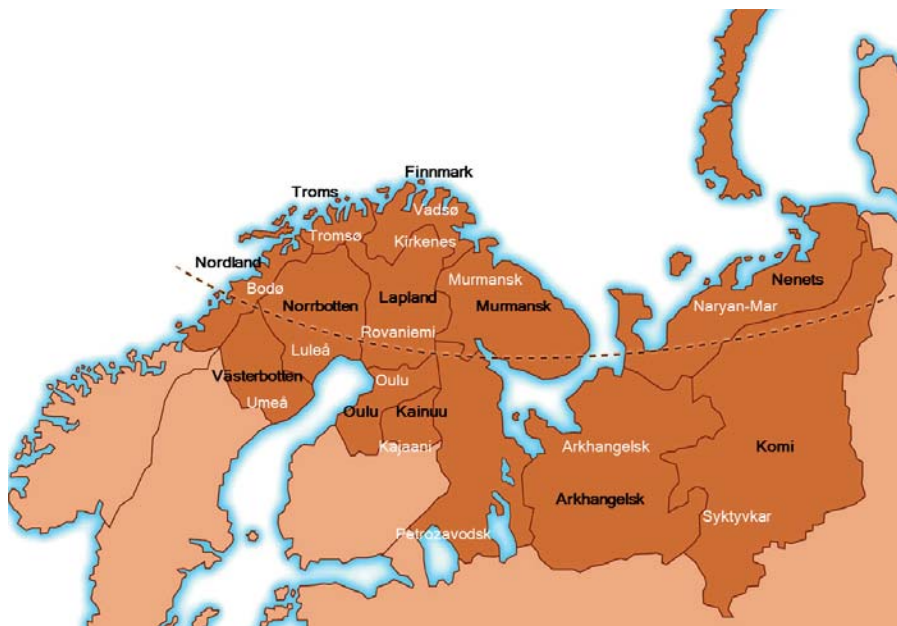 Finnmark
Troms
Vadsø
Tromsø
Kirkenes
Nordland
Bodø
Murmansk
Nenets
Norrbotten
Lapland
Murmansk
Naryan-Mar
Rovaniemi
Luleå
Västerbotten
Oulu
Umeå
Oulu
Kainuu
Kajaani
Arkhangelsk
Komi
Arkhangelsk
Syktyvkar
Petrozavodsk